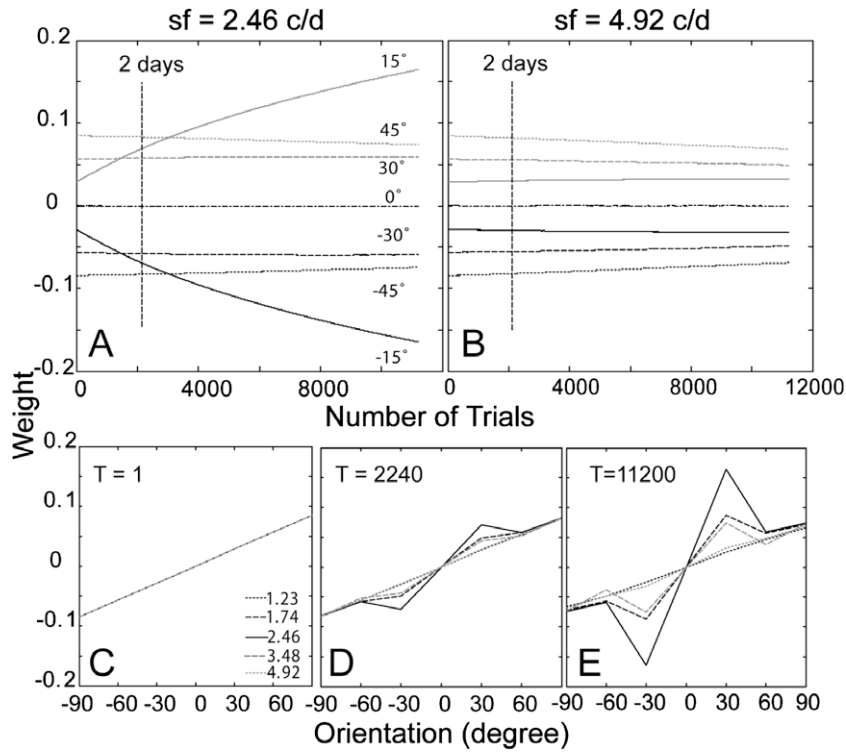 sf = 2.46 c/d
sf = 4.92 c/d
0.2
0.1
0
-0.1
-0.2
2 days
15°
45°
30°
0°
-30°
-45°
-15°
A
2 days
B
0 4000 8000
0 4000 8000 12000
Number of Trials
Weight
0.2
0.1
0
-0.1
-0.2
T = 1
1.23
1.74
2.46
3.48
4.92
C
T = 2240
D
T=11200
E
-90 -60 -30 0 30 60
-90 -60 -30 0 30 60
-90 -60 -30 0 30 60 90
Orientation (degree)